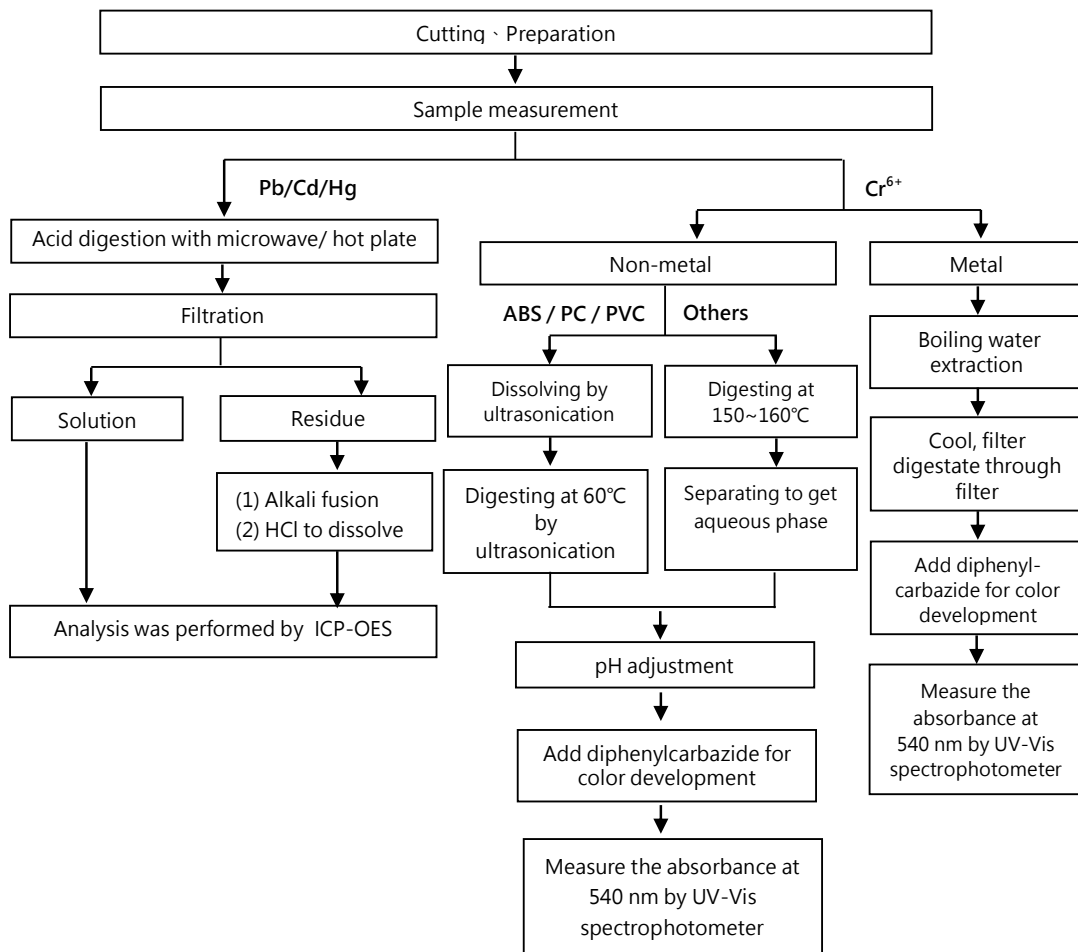 Cutting、Preparation
Sample measurement
Pb/Cd/Hg
Cr6+
Acid digestion with microwave/ hot plate
Filtration
Solution
Residue
(1) Alkali fusion
(2) HCl to dissolve
Analysis was performed by ICP-OES
Non-metal
ABS / PC / PVC
Others
Dissolving by
ultrasonication
Digesting at 60℃
by
ultrasonication
Digesting at
150~160℃
Separating to get
aqueous phase
pH adjustment
Add diphenylcarbazide for
color development
Measure the absorbance at
540 nm by UV-Vis
spectrophotometer
Metal
Boiling water
extraction
Cool, filter
digestate through
filter
Add diphenyl-
carbazide for color
development
Measure the
absorbance at
540 nm by UV-Vis
spectrophotometer